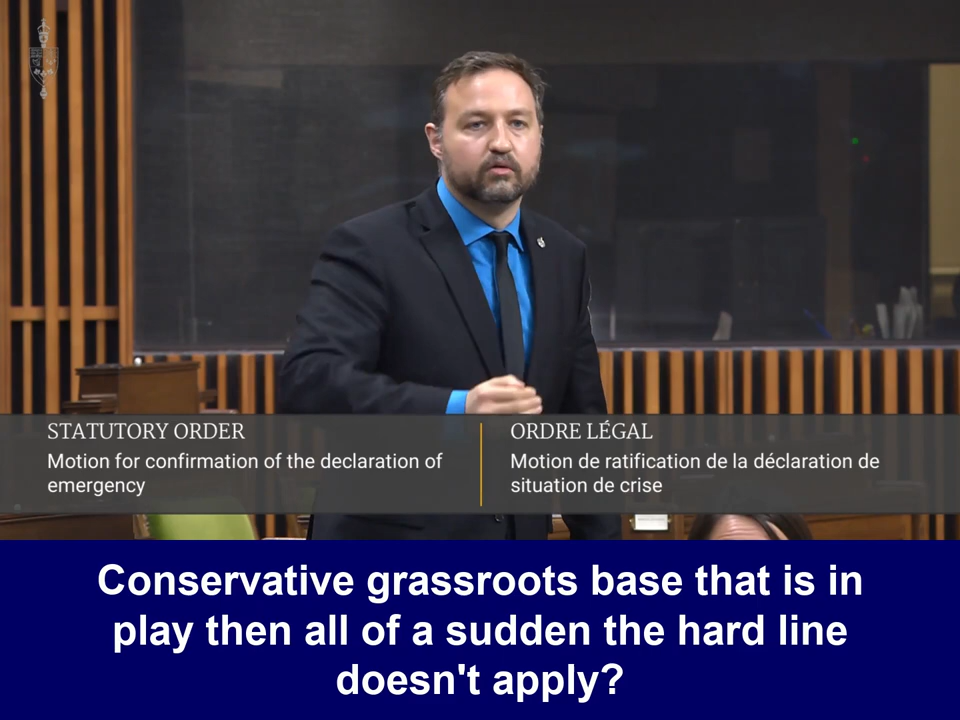 STATUTORY ORDER
Motion for confirmation of the declaration of
emergency
ORDRE LÉGAL
Motion de ratification de la déclaration de
situation de crise
Conservative grassroots base that is in
play then all of a sudden the hard line
doesn't apply?